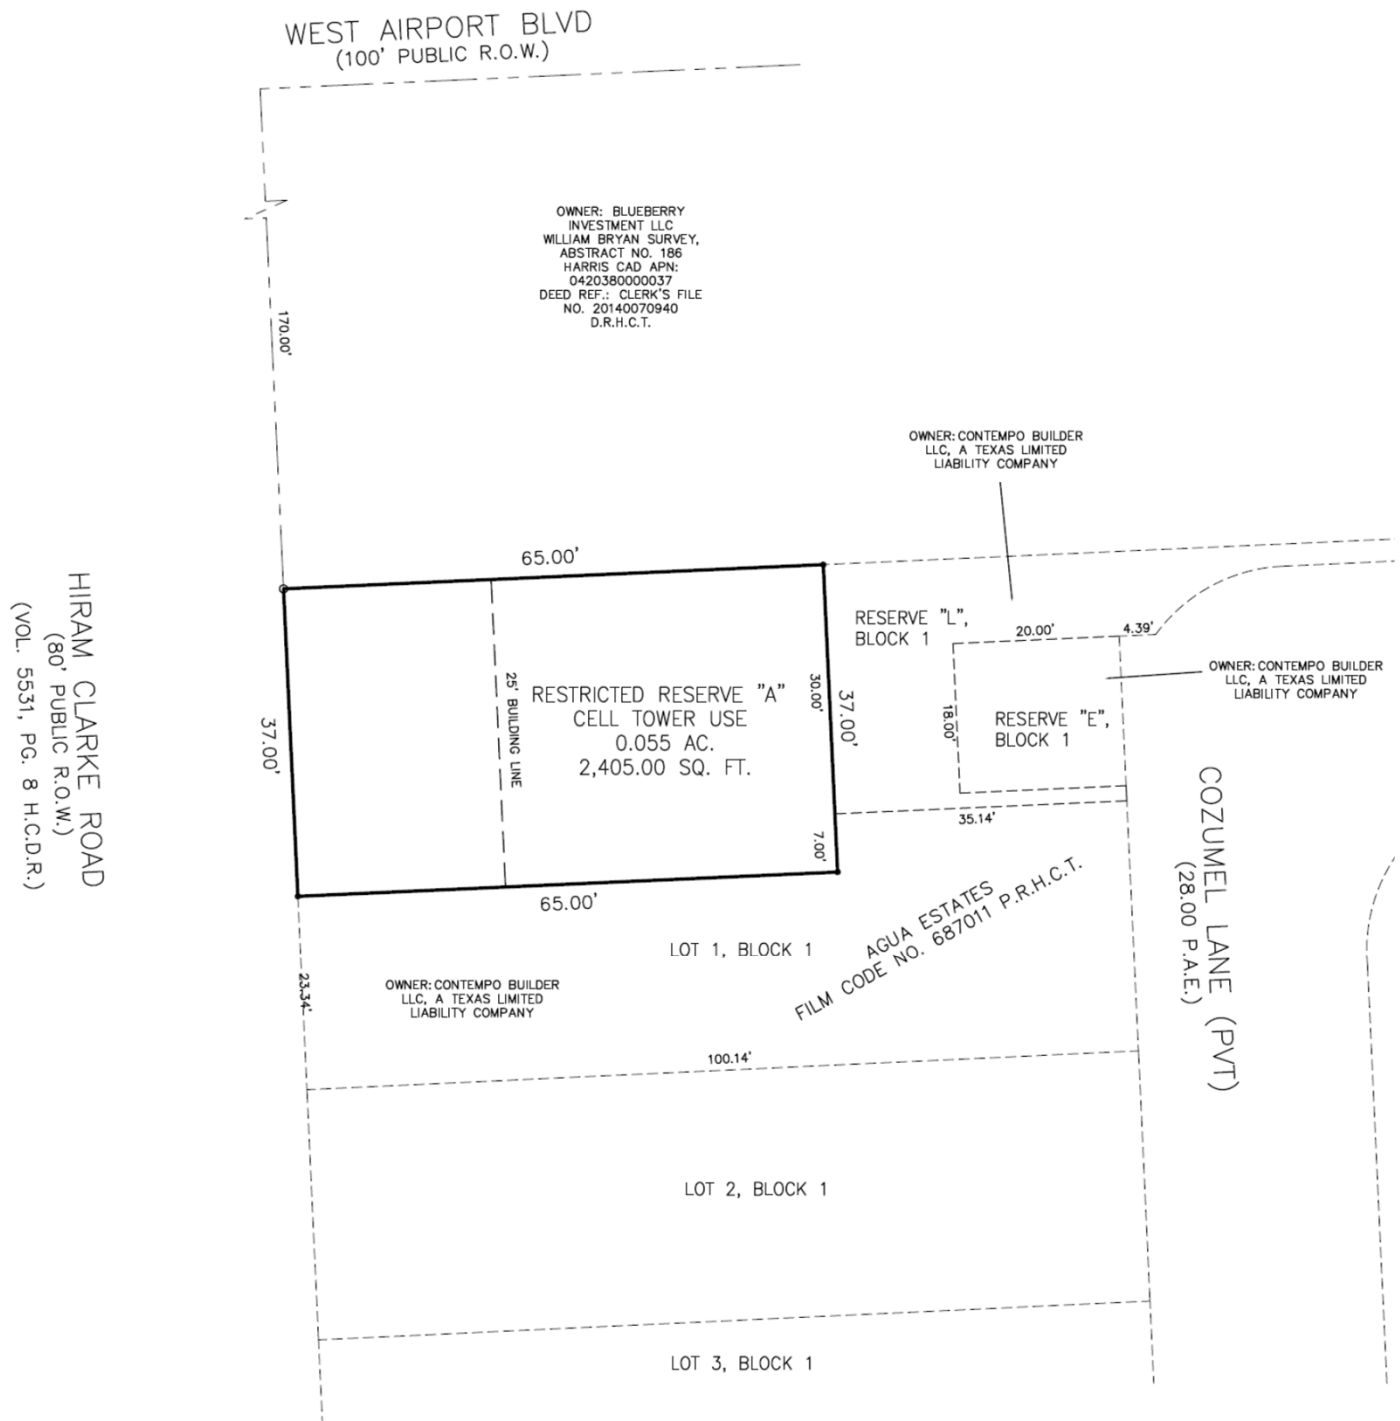 WEST AIRPORT BLVD
(100' PUBLIC R.O.W.)
OWNER: BLUEBERRY
INVESTMENT LLC
WILLIAM BRYAN SURVEY,
ABSTRACT NO. 186
HARRIS CAD APN:
0420380000037
DEED REF.: CLERK'S FILE
NO. 20140070940
D.R.H.C.T.
170.00'
OWNER: CONTEMPO BUILDER
LLC, A TEXAS LIMITED
LIABILITY COMPANY
65.00'
RESERVE "L",
BLOCK 1
20.00'
4.39'
OWNER: CONTEMPO BUILDER
LLC, A TEXAS LIMITED
LIABILITY COMPANY
HIRAM CLARKE ROAD
(80' PUBLIC R.O.W.)
(VOL. 5531, PG. 8 H.C.D.R.)
37.00'
25' BUILDING LINE
RESTRICTED RESERVE "A"
CELL TOWER USE
0.055 AC.
2,405.00 SQ. FT.
30.00'
37.00'
18.00'
RESERVE "E",
BLOCK 1
7.00'
35.14'
COZUMEL LANE (PVT)
(28.00 P.A.E.)
65.00'
AGUA ESTATES
FILM CODE NO. 687011 P.R.H.C.T.
LOT 1, BLOCK 1
23.34'
OWNER: CONTEMPO BUILDER
LLC, A TEXAS LIMITED
LIABILITY COMPANY
100.14'
LOT 2, BLOCK 1
LOT 3, BLOCK 1